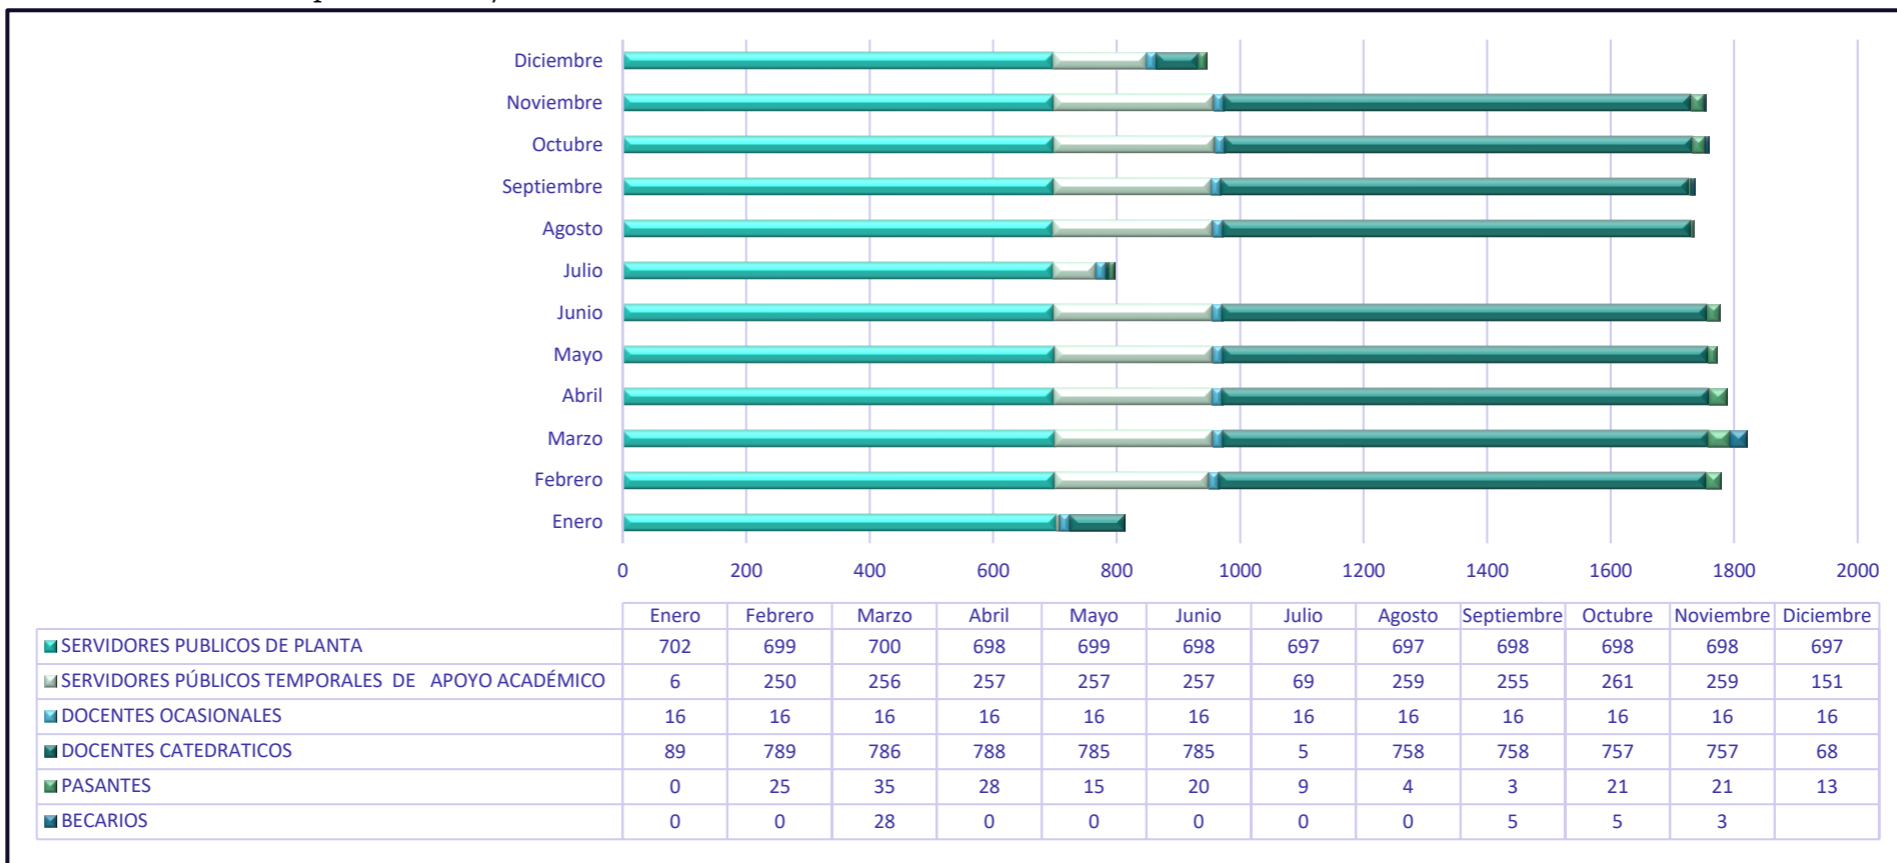 Diciembre
Noviembre
Octubre
Septiembre
Agosto
Julio
Junio
Mayo
Abril
Marzo
Febrero
Enero
0 200 400 600 800 1000 1200 1400 1600 1800 2000
Enero Febrero Marzo Abril Mayo Junio Julio Agosto Septiembre Octubre Noviembre Diciembre
SERVIDORES PUBLICOS DE PLANTA 702 699 700 698 699 698 697 697 698 698 698 697
SERVIDORES PÚBLICOS TEMPORALES DE APOYO ACADÉMICO 6 250 256 257 257 257 69 259 255 261 259 151
DOCENTES OCASIONALES 16 16 16 16 16 16 16 16 16 16 16 16
DOCENTES CATEDRATICOS 89 789 786 788 785 785 5 758 758 757 757 68
PASANTES 0 25 35 28 15 20 9 4 3 21 21 13
BECARIOS 0 0 28 0 0 0 0 0 5 5 3